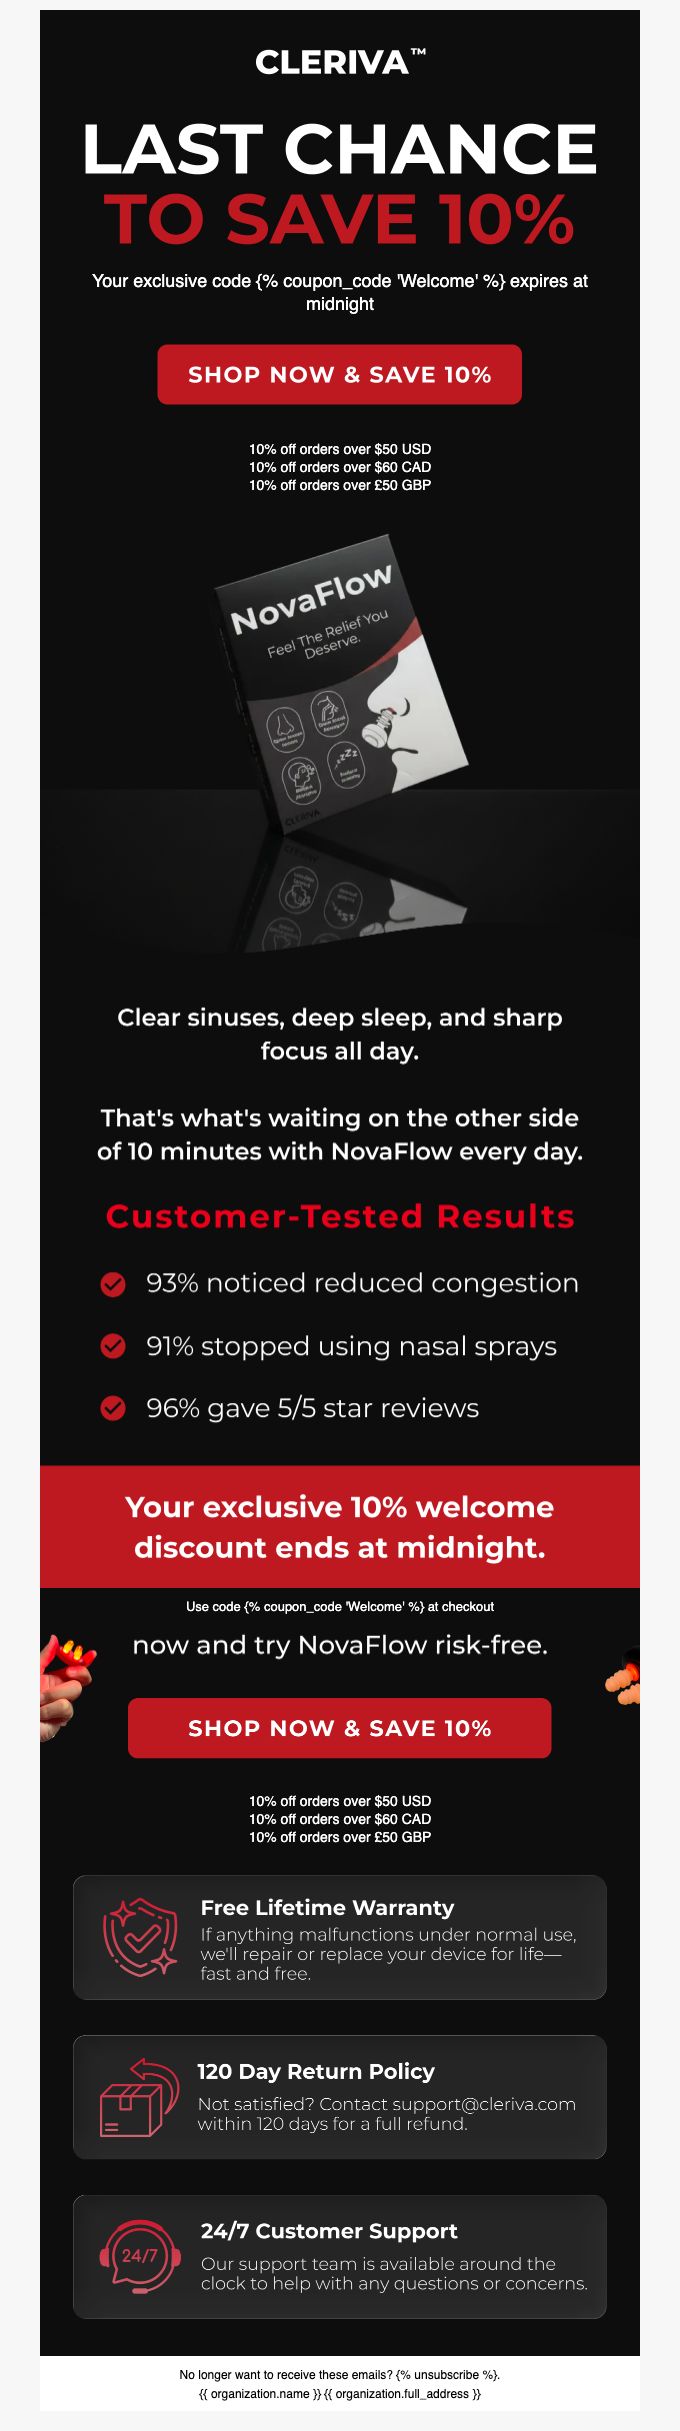 CLERIVA™
LAST CHANCE
TO SAVE 10%
Your exclusive code {% coupon_code 'Welcome' %} expires at
midnight
SHOP NOW & SAVE 10%
10% off orders over $50 USD
10% off orders over $60 CAD
10% off orders over £50 GBP
NovaFlow
Feel The Relief You
Deserve.
CLERIVA
Clear sinuses, deep sleep, and sharp
focus all day.
That's what's waiting on the other side
of 10 minutes with NovaFlow every day.
Customer-Tested Results
93% noticed reduced congestion
91% stopped using nasal sprays
96% gave 5/5 star reviews
Your exclusive 10% welcome
discount ends at midnight.
Use code {% coupon_code 'Welcome' %} at checkout
now and try NovaFlow risk-free.
SHOP NOW & SAVE 10%
10% off orders over $50 USD
10% off orders over $60 CAD
10% off orders over £50 GBP
Free Lifetime Warranty
If anything malfunctions under normal use,
we'll repair or replace your device for life—
fast and free.
120 Day Return Policy
Not satisfied? Contact support@cleriva.com
within 120 days for a full refund.
24/7
24/7 Customer Support
Our support team is available around the
clock to help with any questions or concerns.
No longer want to receive these emails? {% unsubscribe %}.
{{ organization.name }} {{ organization.full_address }}